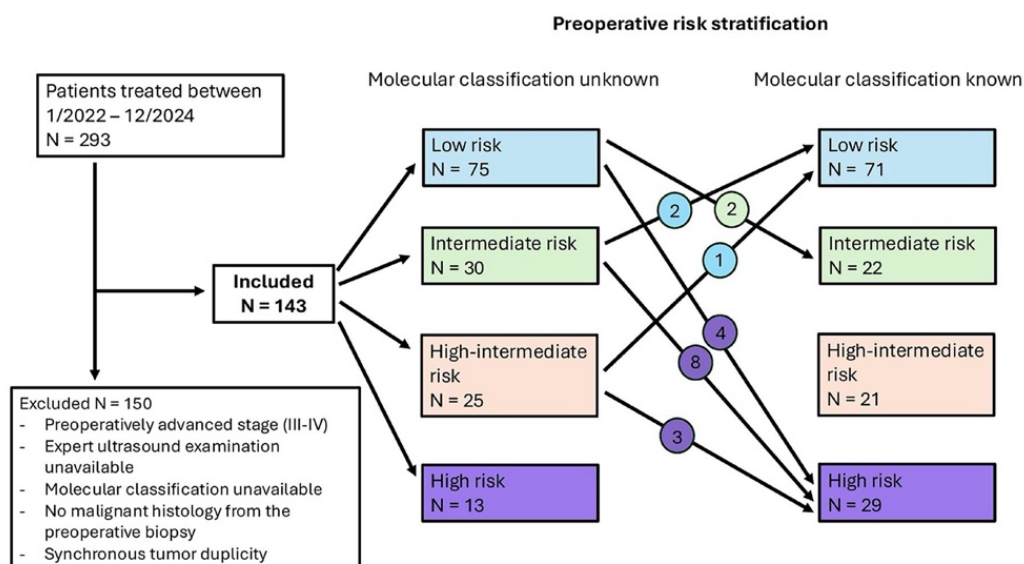 Preoperative risk stratification
Molecular classification unknown
Molecular classification known
Patients treated between
1/2022 – 12/2024
N = 293
Included
N = 143
Excluded N = 150
- Preoperatively advanced stage (III-IV)
- Expert ultrasound examination
unavailable
- Molecular classification unavailable
- No malignant histology from the
preoperative biopsy
- Synchronous tumor duplicity
Low risk
N = 75
Intermediate risk
N = 30
High-intermediate
risk
N = 25
High risk
N = 13
2
2
1
4
8
3
Low risk
N = 71
Intermediate risk
N = 22
High-intermediate
risk
N = 21
High risk
N = 29